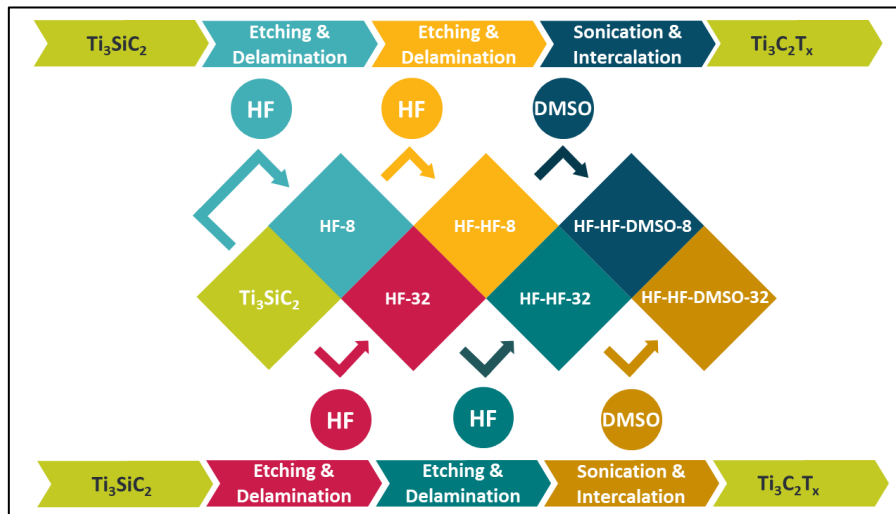 Ti₃SiC₂
Etching &
Delamination
Etching &
Delamination
Sonication &
Intercalation
Ti₃C₂Tₓ
HF
HF
DMSO
HF-8
HF-HF-8
HF-HF-DMSO-8
Ti₃SiC₂
HF-32
HF-HF-32
HF-HF-DMSO-32
HF
HF
DMSO
Ti₃SiC₂
Etching &
Delamination
Etching &
Delamination
Sonication &
Intercalation
Ti₃C₂Tₓ